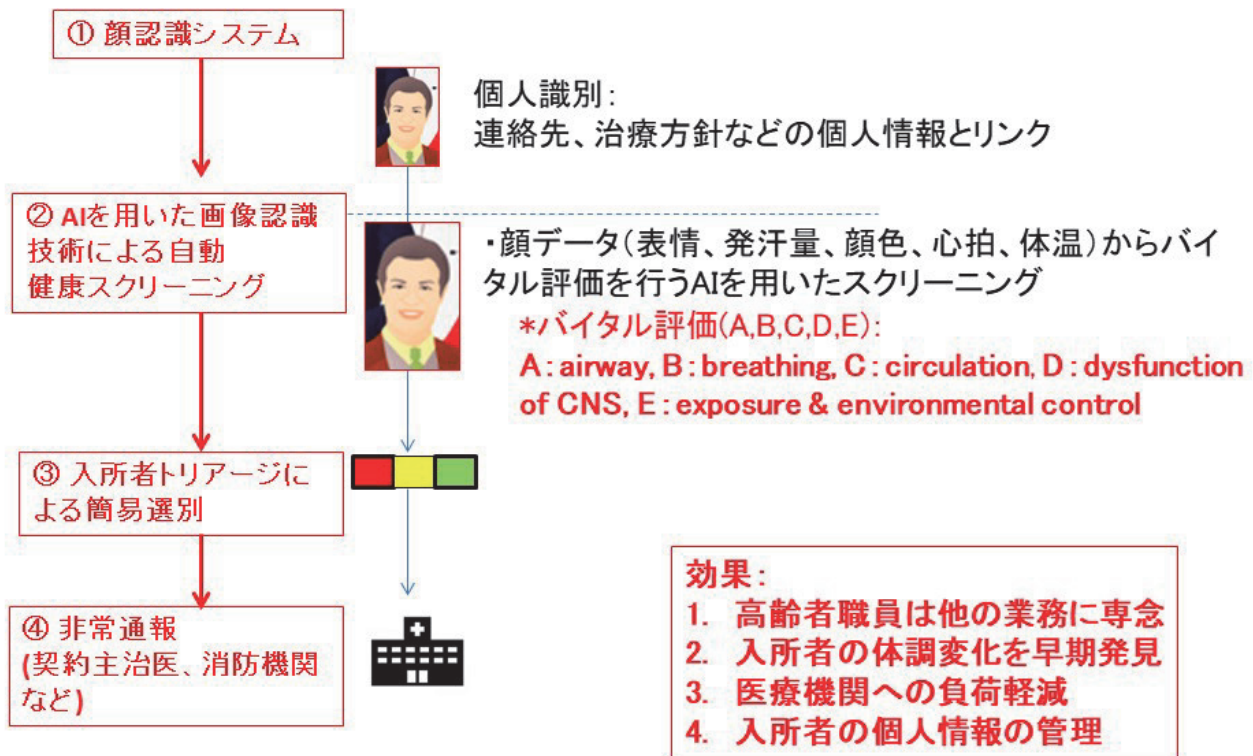 ① 顔認識システム
個人識別:
連絡先、治療方針などの個人情報とリンク
② AIを用いた画像認識
技術による自動
健康スクリーニング
・顔データ(表情、発汗量、顔色、心拍、体温)からバイ
タル評価を行うAIを用いたスクリーニング
*バイタル評価(A,B,C,D,E):
A:airway, B:breathing, C:circulation, D:dysfunction
of CNS, E:exposure & environmental control
③ 入所者トリアージに
よる簡易選別
④ 非常通報
(契約主治医、消防機関
など)
効果:
1. 高齢者職員は他の業務に専念
2. 入所者の体調変化を早期発見
3. 医療機関への負荷軽減
4. 入所者の個人情報の管理